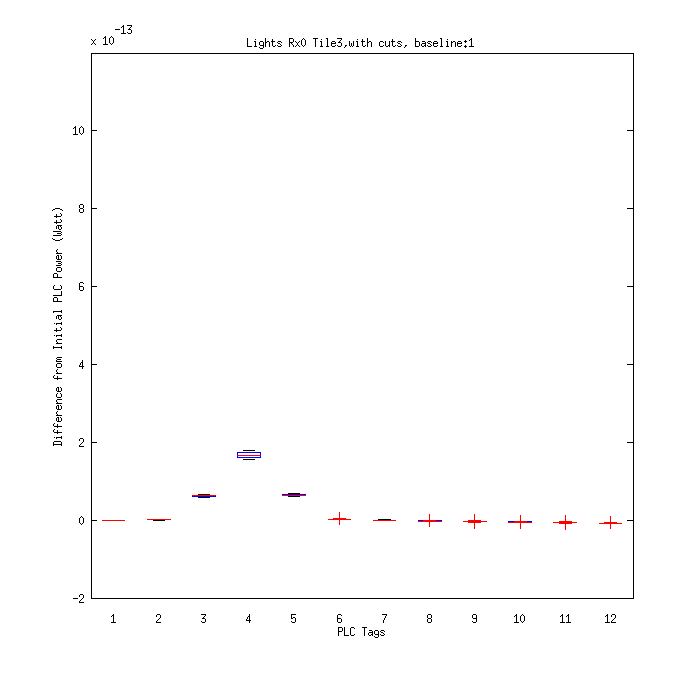 x 10-13
Lights Rx0 Tile3,with cuts, baseline:1
10
8
6
4
2
0
-2
Difference from Initial PLC Power (Watt)
1 2 3 4 5 6 7 8 9 10 11 12
PLC Tags